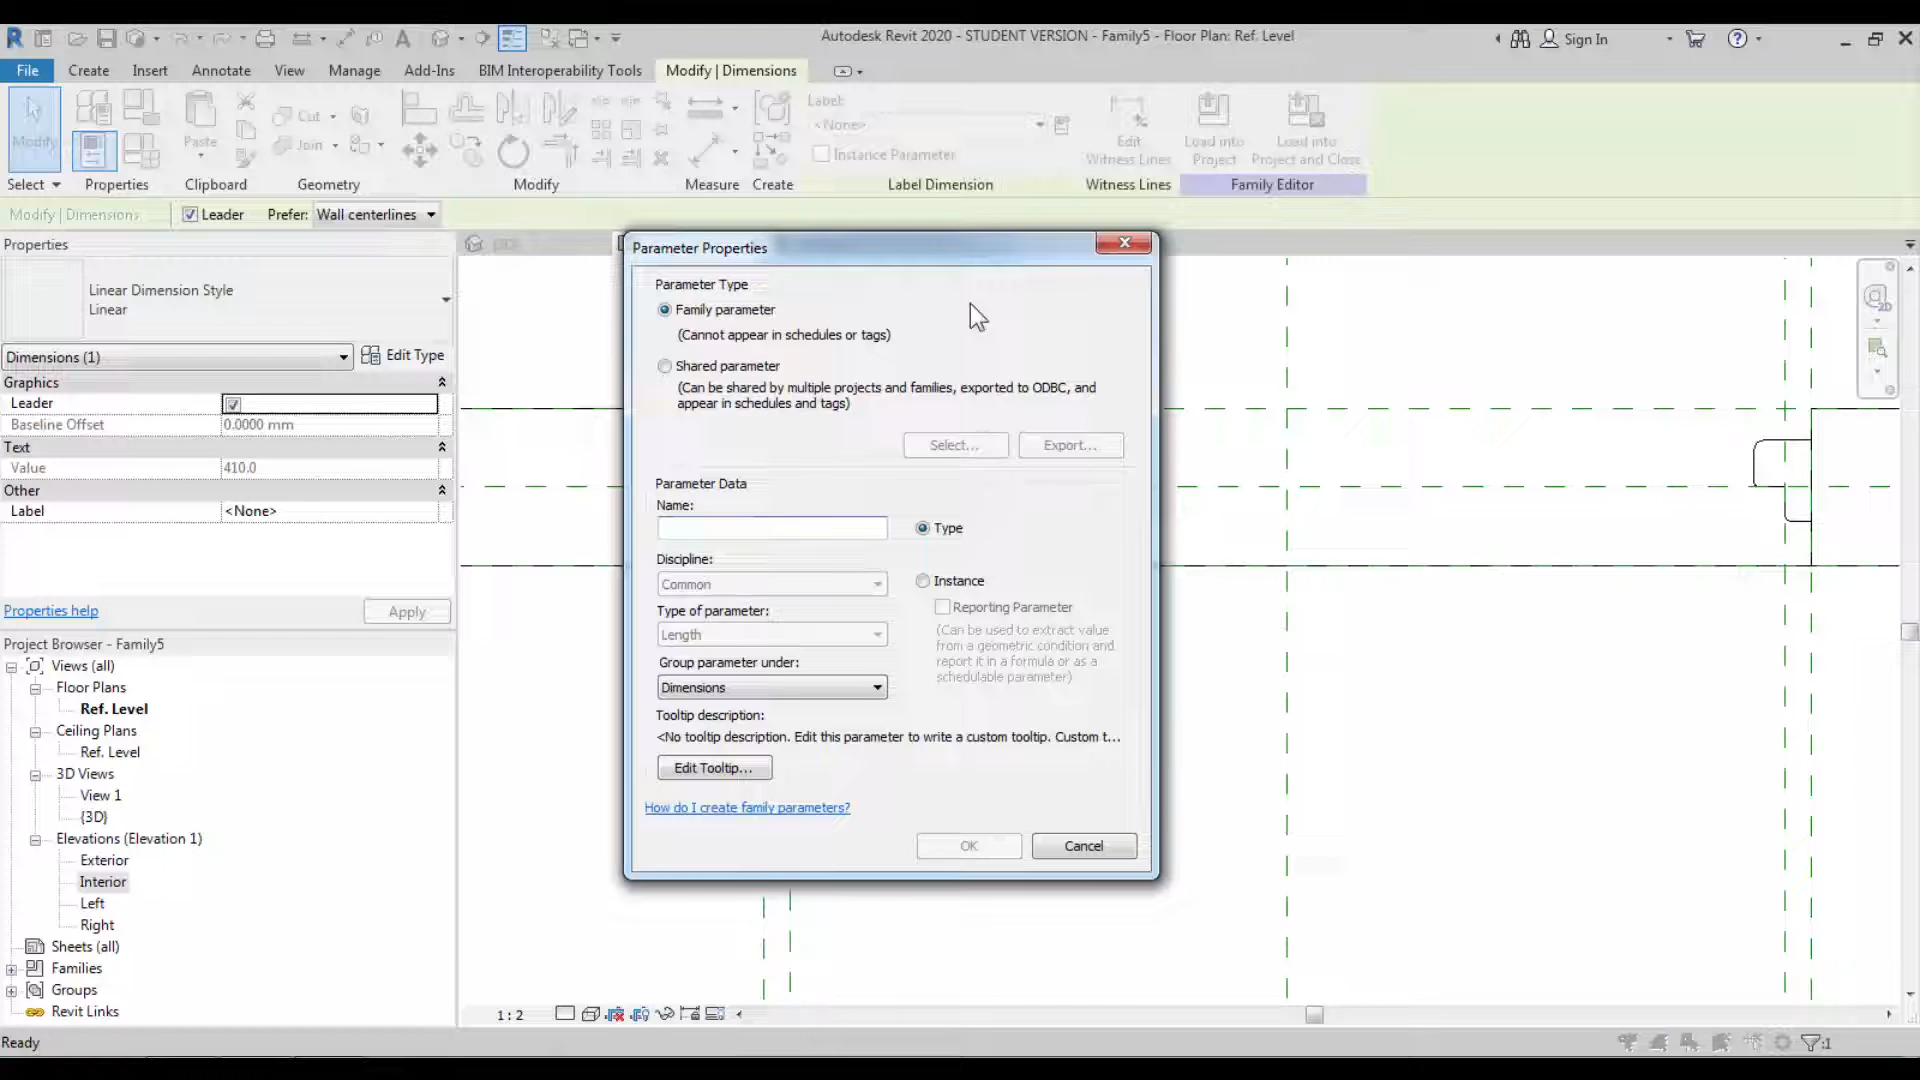 Autodesk Revit 2020 - STUDENT VERSION - Family5 - Floor Plan: Ref. Level
Sign In
File Create Insert Annotate View Manage Add-Ins BIM Interoperability Tools Modify | Dimensions
Modify
Paste
Cut
Join
Label:
<None>
Instance Parameter
Edit
Witness Lines
Load into
Project
Load into
Project and Close
Select Properties Clipboard Geometry Modify Measure Create Label Dimension Witness Lines Family Editor
Modify | Dimensions Leader Prefer: Wall centerlines
Properties
Linear Dimension Style
Linear
Dimensions (1) Edit Type
Graphics
Leader
Baseline Offset 0.0000 mm
Text
Value 410.0
Other
Label <None>
Properties help Apply
Project Browser - Family5
Views (all)
Floor Plans
Ref. Level
Ceiling Plans
Ref. Level
3D Views
View 1
{3D}
Elevations (Elevation 1)
Exterior
Interior
Left
Right
Sheets (all)
Families
Groups
Revit Links
Parameter Properties
Parameter Type
Family parameter
(Cannot appear in schedules or tags)
Shared parameter
(Can be shared by multiple projects and families, exported to ODBC, and
appear in schedules and tags)
Select... Export...
Parameter Data
Name:
Type
Discipline:
Common
Instance
Type of parameter:
Reporting Parameter
Length
(Can be used to extract value
from a geometric condition and
report it in a formula or as a
schedulable parameter)
Group parameter under:
Dimensions
Tooltip description:
<No tooltip description. Edit this parameter to write a custom tooltip. Custom t...
Edit Tooltip...
How do I create family parameters?
OK Cancel
2D
1 : 2
Ready
:1